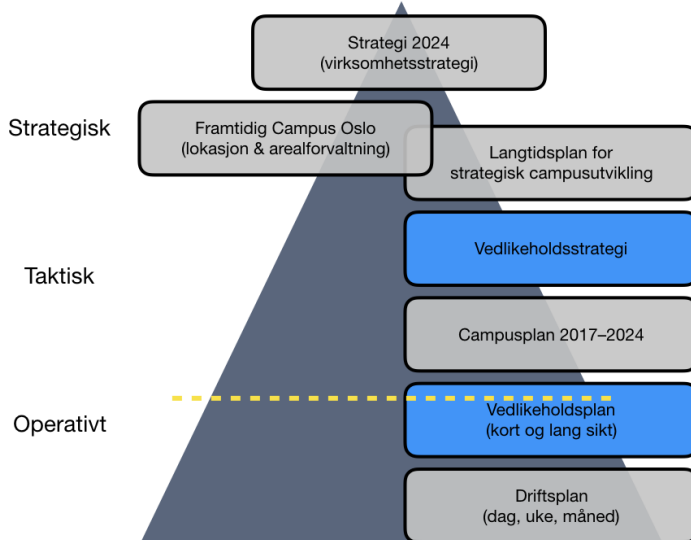 Strategi 2024
(virksomhetsstrategi)
Strategisk
Framtidig Campus Oslo
(lokasjon & arealforvaltning)
Langtidsplan for
strategisk campusutvikling
Vedlikeholdsstrategi
Taktisk
Campusplan 2017–2024
Operativt
Vedlikeholdsplan
(kort og lang sikt)
Driftsplan
(dag, uke, måned)